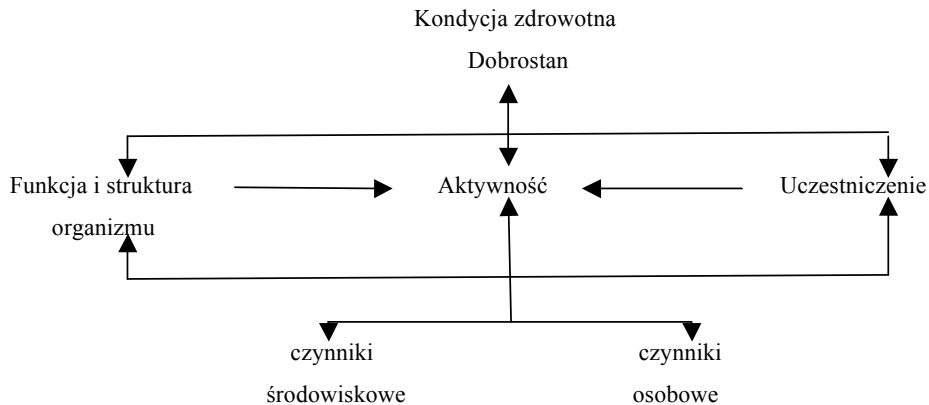 Kondycja zdrowotna
Dobrostan
Funkcja i struktura
organizmu
Aktywność
Uczestniczenie
czynniki
środowiskowe
czynniki
osobowe